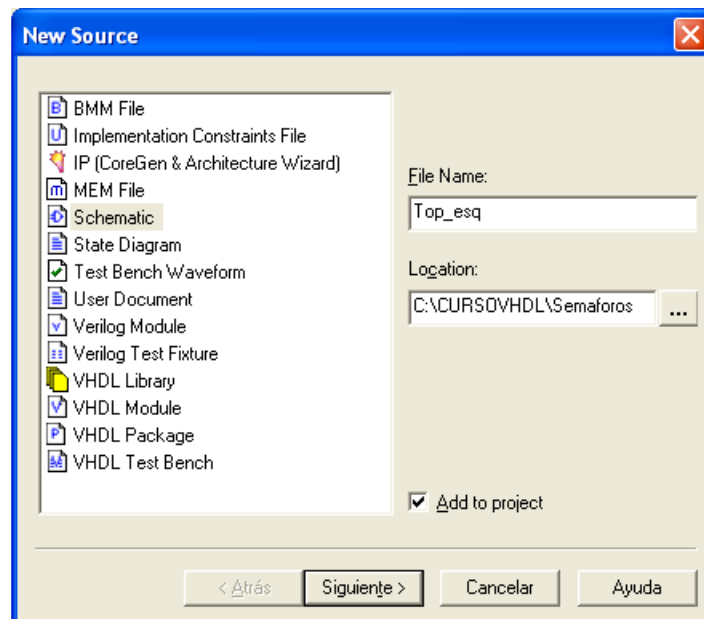 New Source
BMM File
Implementation Constraints File
IP (CoreGen & Architecture Wizard)
MEM File
Schematic
State Diagram
Test Bench Waveform
User Document
Verilog Module
Verilog Test Fixture
VHDL Library
VHDL Module
VHDL Package
VHDL Test Bench
File Name:
Top_esq
Location:
C:\CURSOVHDL\Semaforos
...
Add to project
< Atrás
Siguiente >
Cancelar
Ayuda